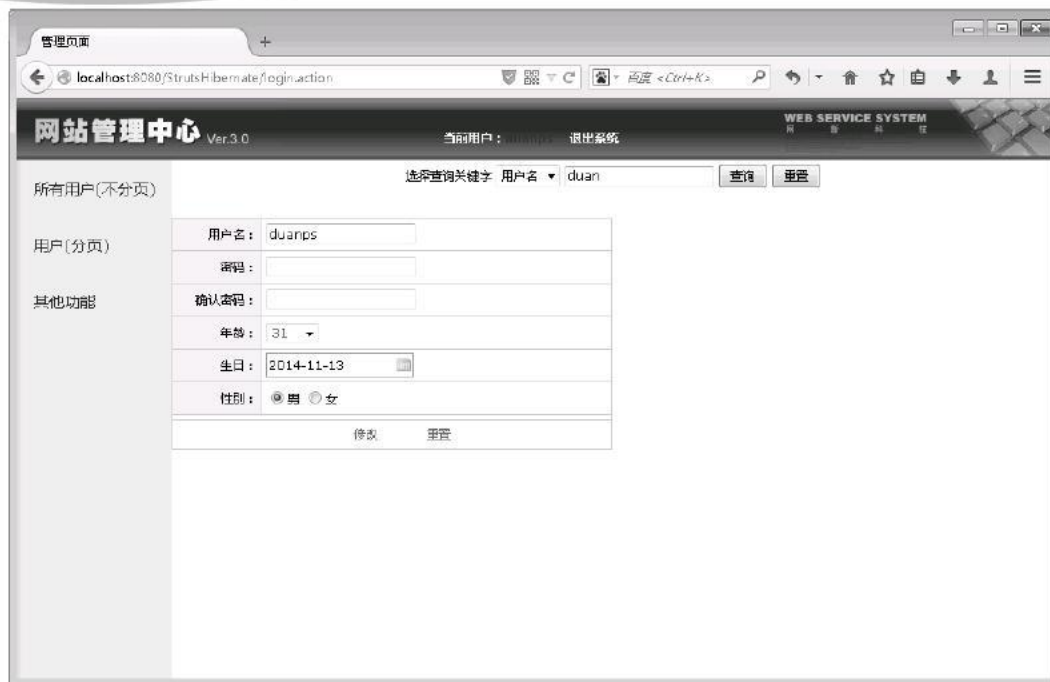 管理页面
localhost:8080/StrutsHibernate/login.action
百度 <Ctrl+K>
网站管理中心 Ver.3.0
当前用户： 退出系统
WEB SERVICE SYSTEM
选择查询关键字 用户名 duan 查询 重置
所有用户(不分页)
用户(分页)
其他功能
用户名： duanps
密码：
确认密码：
年龄： 31
生日： 2014-11-13
性别： 男 女
修改 重置